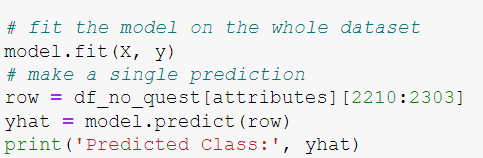 # fit the model on the whole dataset
model.fit(X, y)
# make a single prediction
row = df_no_quest[attributes][2210:2303]
yhat = model.predict(row)
print('Predicted Class:', yhat)